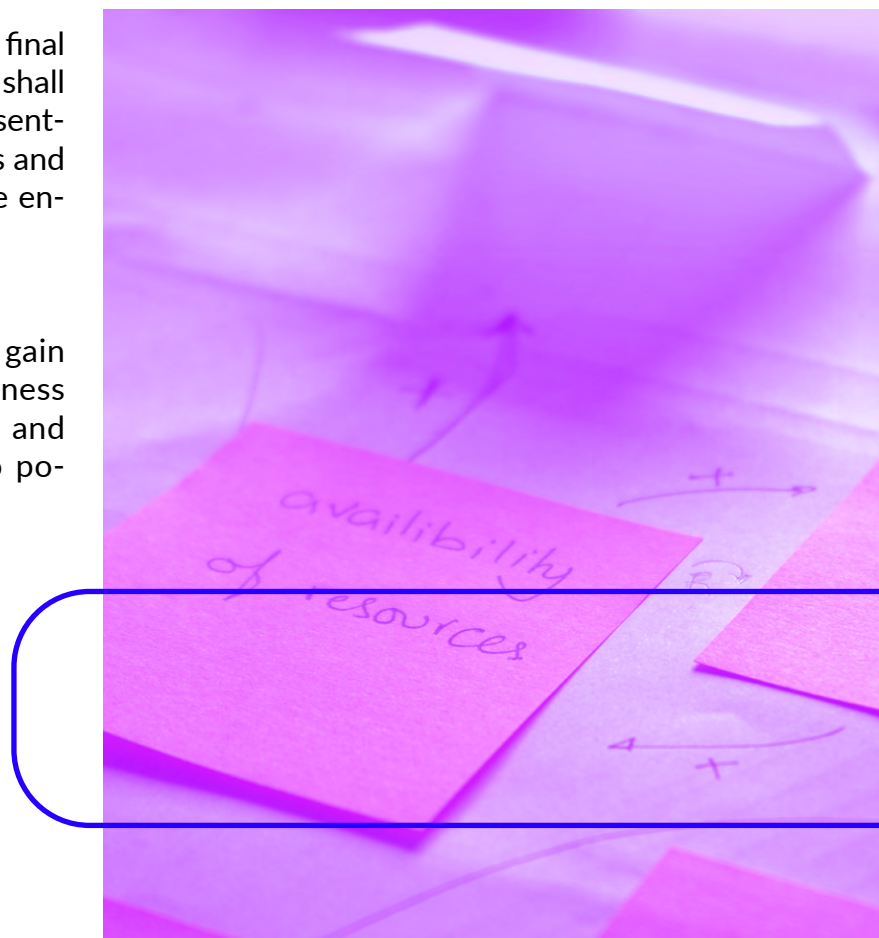 final
shall
sent-
s and
e en-
gain
ness
and
po-
availibility
of resources
+
+
R
+